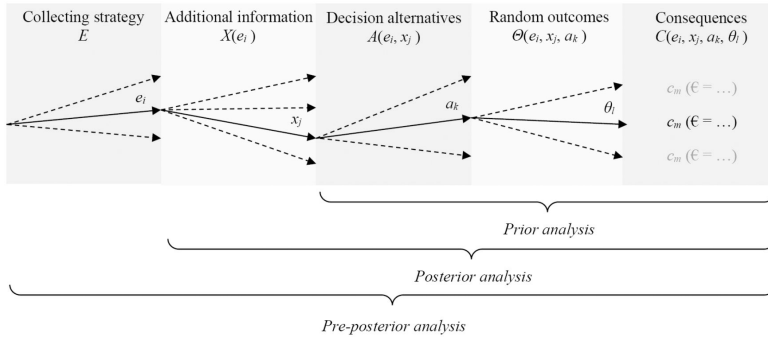 Collecting strategy
E
Additional information
X(e_i)
Decision alternatives
A(e_i, x_j)
Random outcomes
Θ(e_i, x_j, a_k)
Consequences
C(e_i, x_j, a_k, θ_l)
e_i
x_j
a_k
θ_l
c_m (€ = …)
c_m (€ = …)
c_m (€ = …)
Prior analysis
Posterior analysis
Pre-posterior analysis